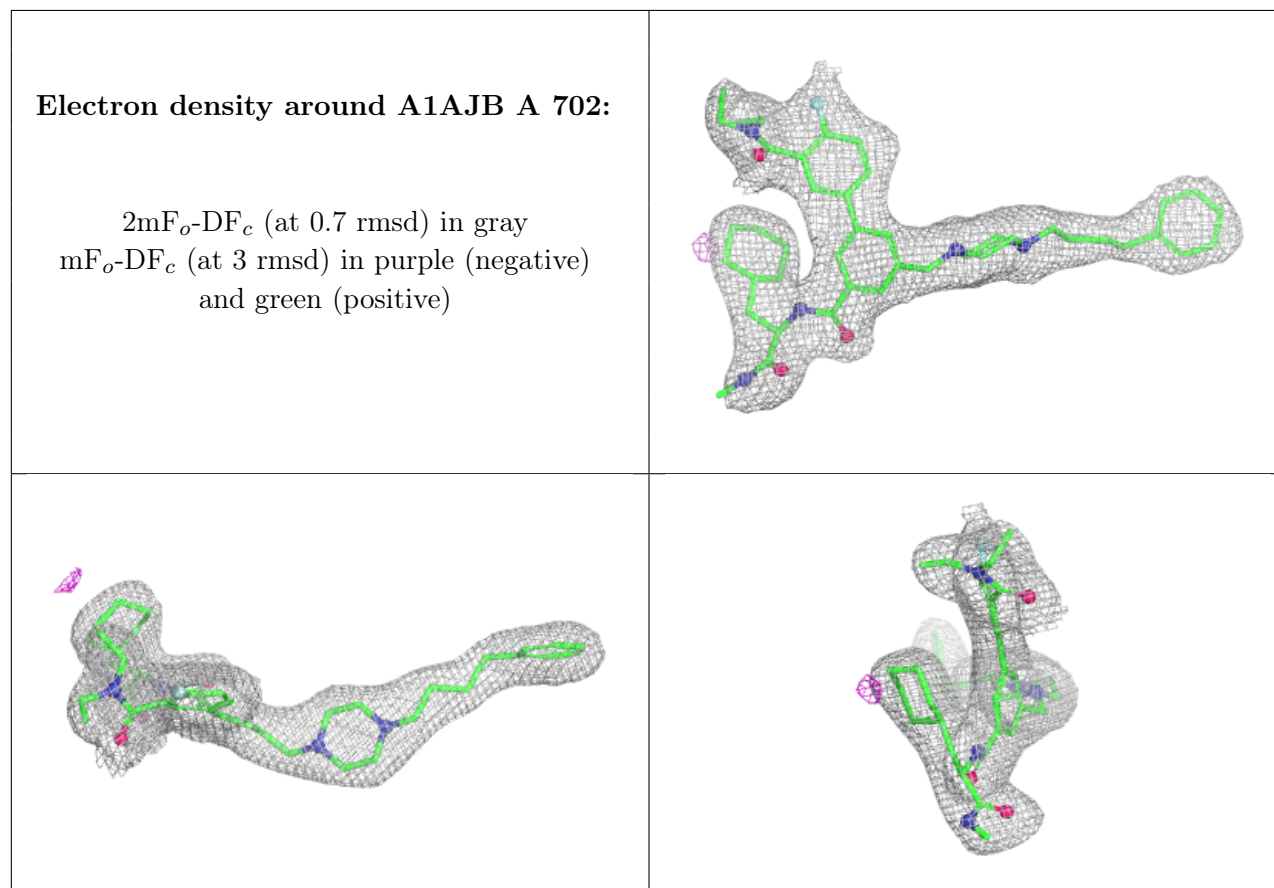 Electron density around A1AJB A 702:
2mFo-DFc (at 0.7 rmsd) in gray
mFo-DFc (at 3 rmsd) in purple (negative)
and green (positive)